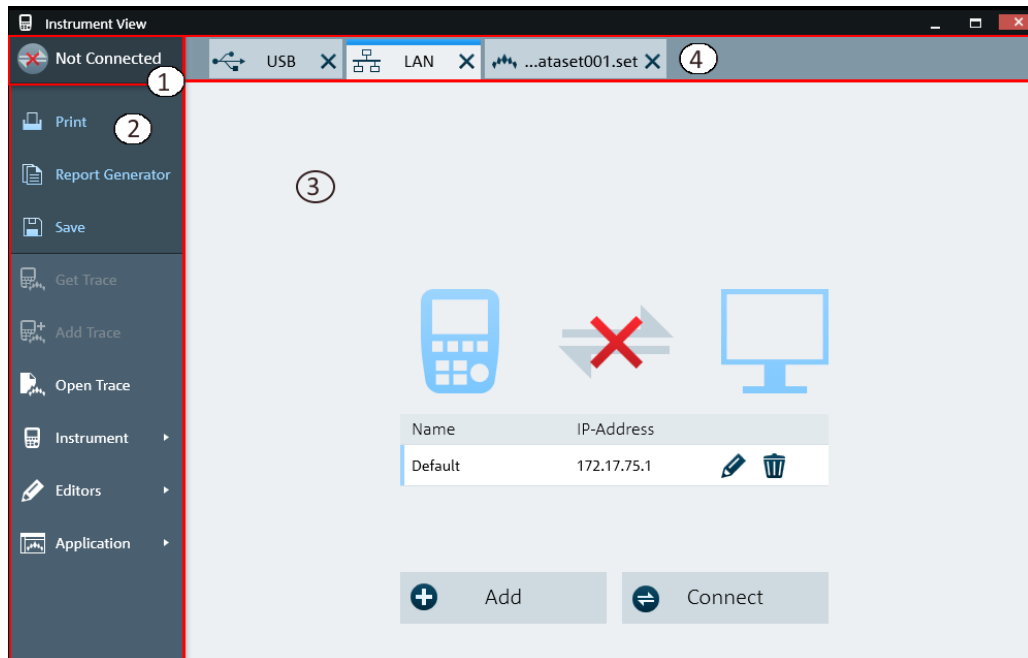 Instrument View
Not Connected
USB LAN ...ataset001.set 4
1
Print 2
3
Report Generator
Save
Get Trace
Add Trace
Open Trace
Name IP-Address
Instrument
Default 172.17.75.1
Editors
Application
Add Connect